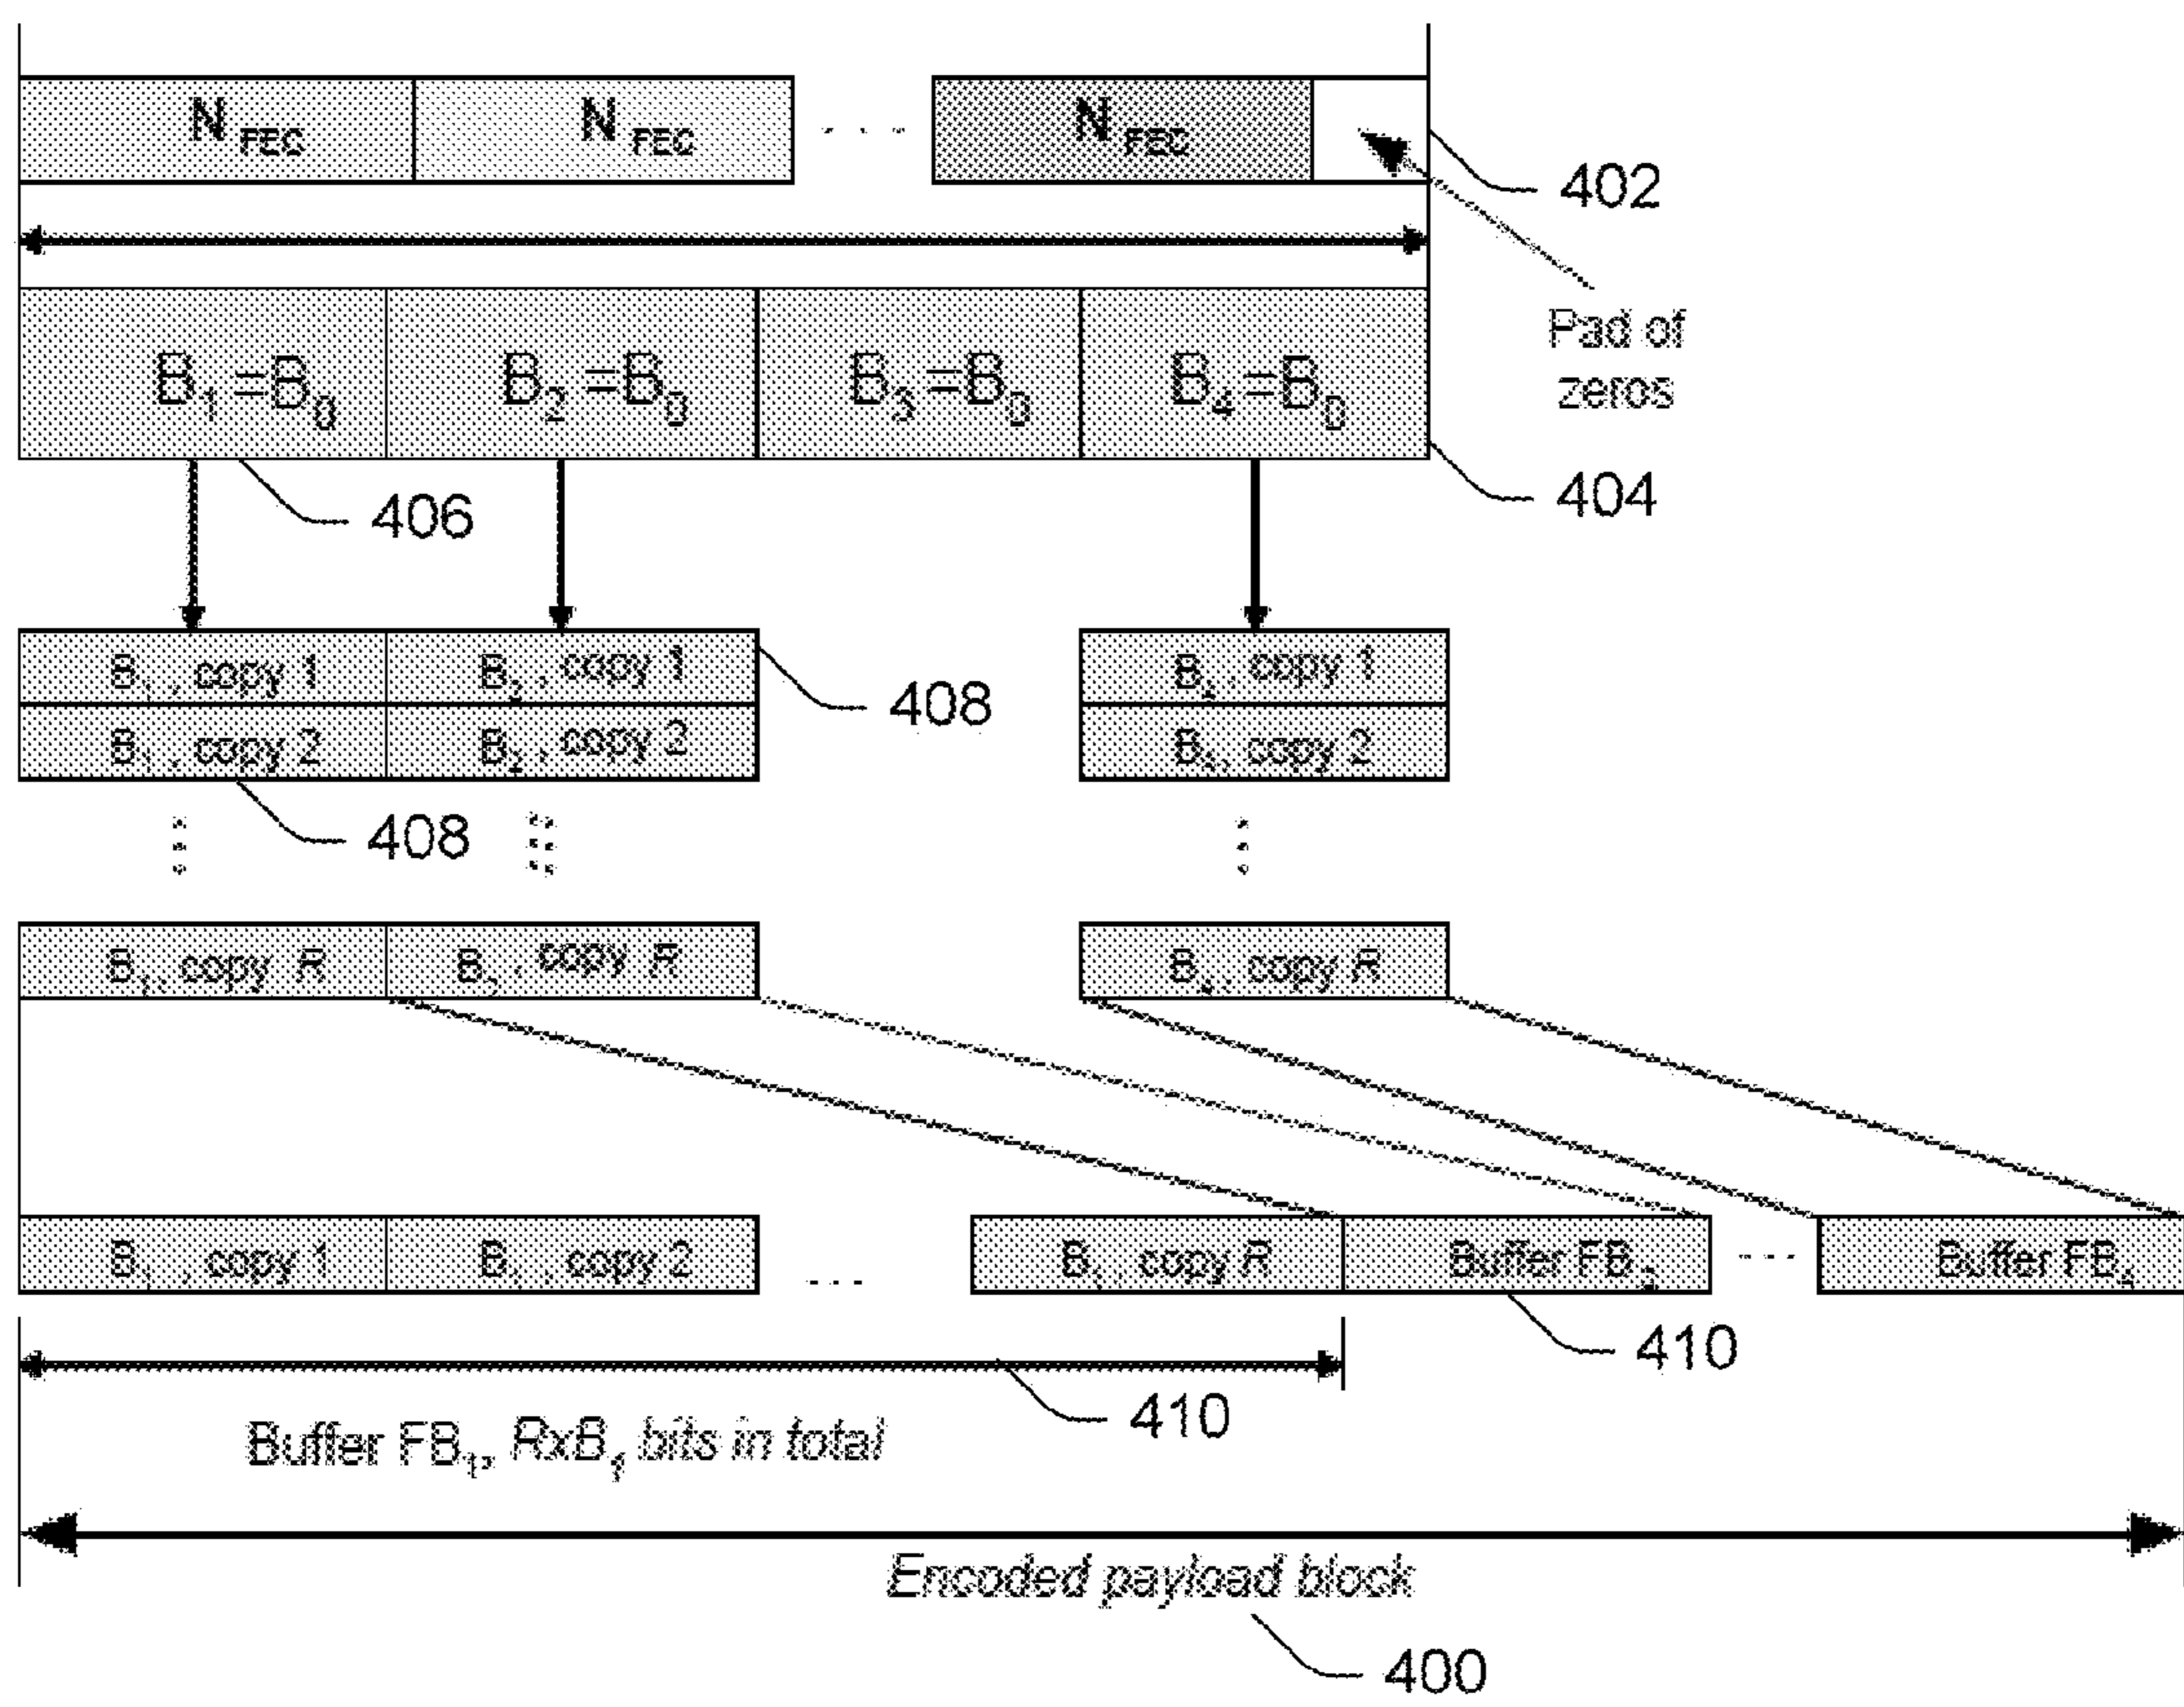 N FEC N FEC . . . N FEC
402
Pad of
zeros
B1 =B0 B2 =B0 B3 =B0 B4 =B0
404
406
B1, copy 1 B2, copy 1 copy 1
408
B1, copy 2 B2, copy 2 B4, copy 2
408
B1, copy R B2, copy R B4, copy R
B1, copy 1 B1, copy 2 . . . B1, copy R Buffer FB2 . . . Buffer FB4
410
410
Buffer FB1, RxB1 bits in total
Encoded payload block
400